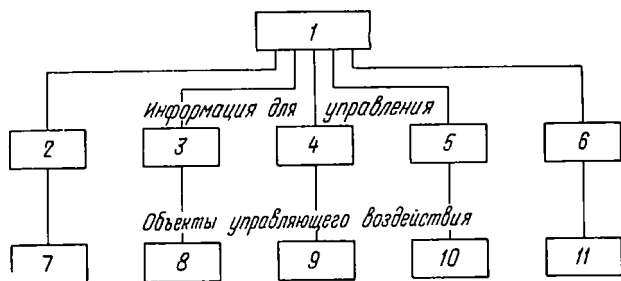 1
Информация для управления
2 3 4 5 6
Объекты управляющего воздействия
7 8 9 10 11